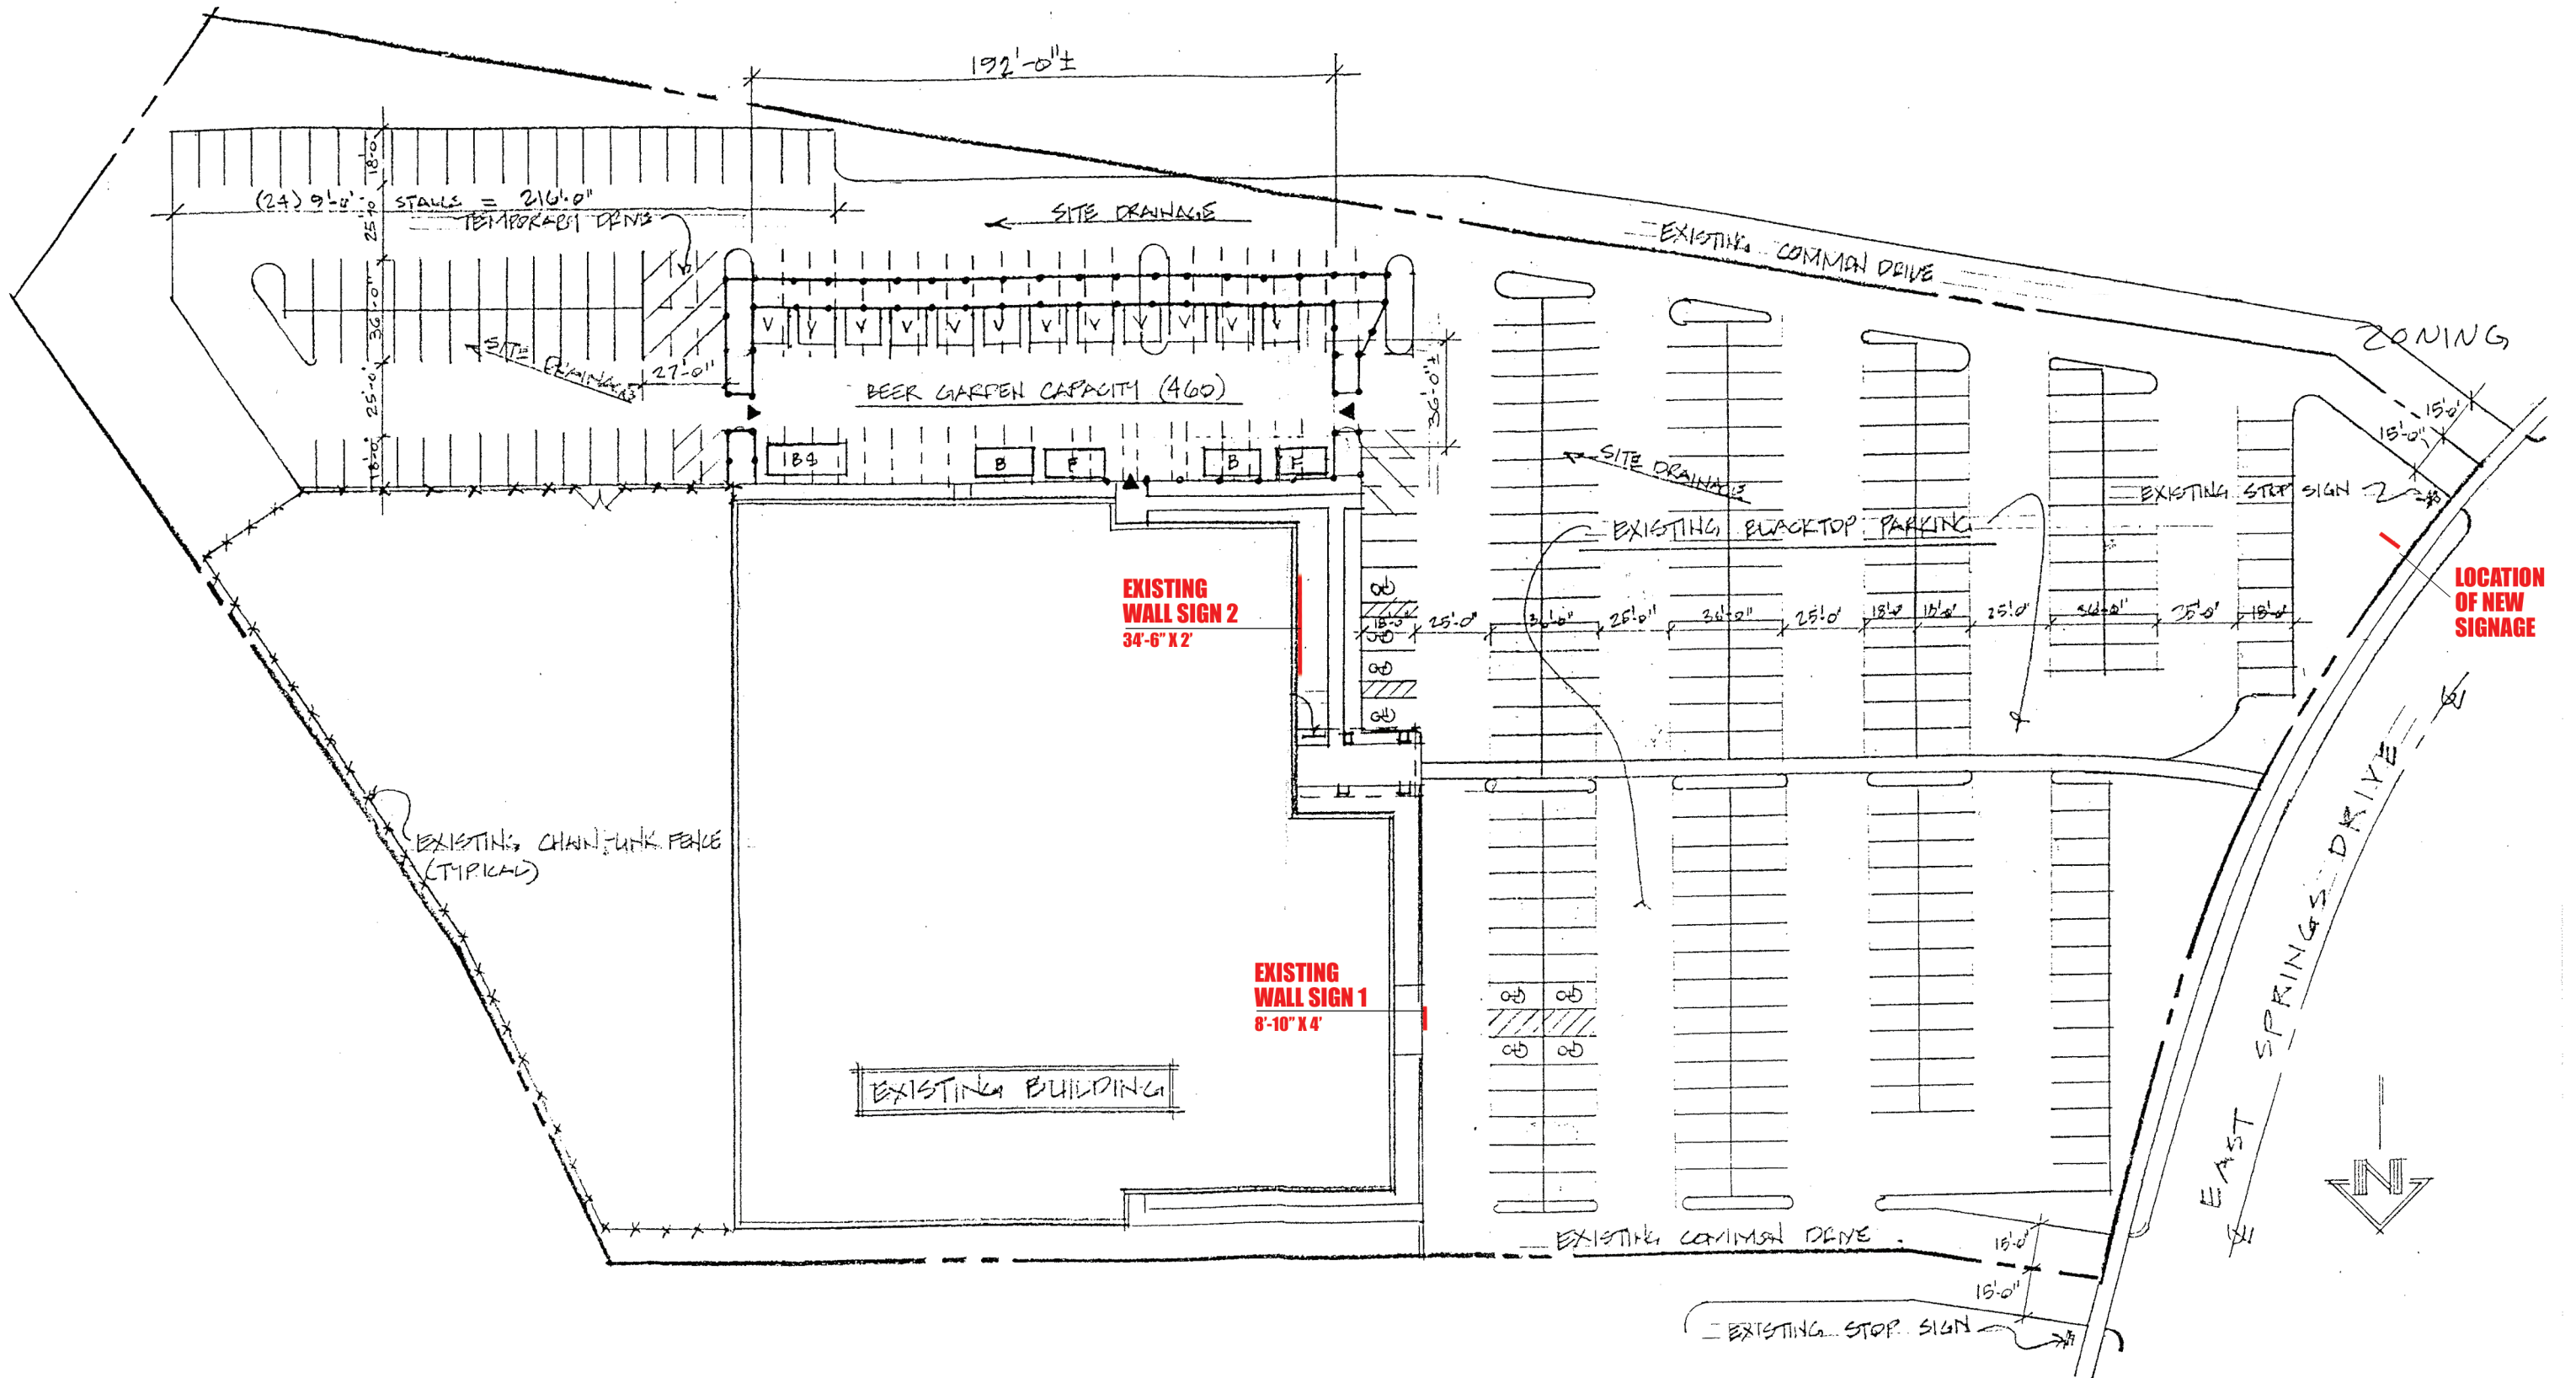 192'-0"±
18'-0"
(24) 9'-0" STALLS = 216'-0"
TEMPORARY DRIVE
25'-0"
SITE DRAINAGE
EXISTING COMMON DRIVE
ZONING
36'-0"
V V V V V V V V V V V V
SITE DRAINAGE
27'-0"
BEER GARDEN CAPACITY (460)
36'-0"±
15'-0"
15'-0"
25'-0"
18'-0"
B F B F
SITE DRAINAGE
EXISTING STOP SIGN
EXISTING BLACKTOP PARKING
EXISTING
WALL SIGN 2
34'-6" X 2'
LOCATION
OF NEW
SIGNAGE
18'-0" 25'-0" 36'-0" 25'-0" 36'-0" 25'-0" 18'-0" 18'-0" 25'-0" 36'-0" 25'-0" 18'-0"
EXISTING CHAIN-LINK FENCE
(TYPICAL)
EAST SPRINGS DRIVE
EXISTING
WALL SIGN 1
8'-10" X 4'
EXISTING BUILDING
N
EXISTING COMMON DRIVE
15'-0"
15'-0"
EXISTING STOP SIGN